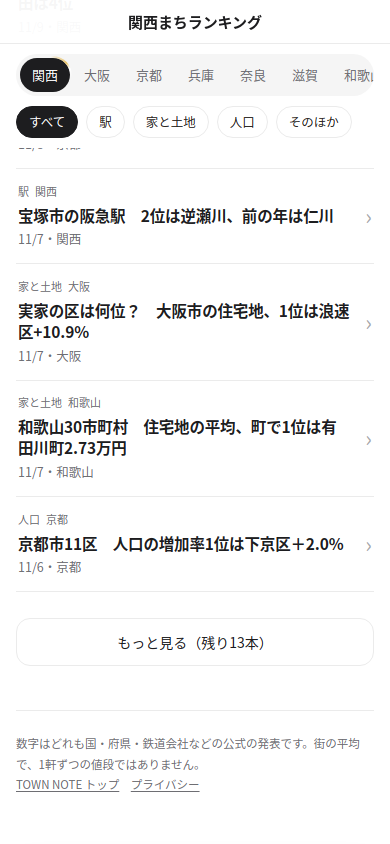 関西まちランキング
関西 大阪 京都 兵庫 奈良 滋賀
すべて 駅 家と土地 人口 そのほか
駅 関西
宝塚市の阪急駅　2位は逆瀬川、前の年は仁川
11/7・関西
家と土地 大阪
実家の区は何位？　大阪市の住宅地、1位は浪速
区+10.9%
11/7・大阪
家と土地 和歌山
和歌山30市町村　住宅地の平均、町で1位は有
田川町2.73万円
11/7・和歌山
人口 京都
京都市11区　人口の増加率1位は下京区＋2.0%
11/6・京都
もっと見る（残り13本）
数字はどれも国・府県・鉄道会社などの公式の発表です。街の平均
で、1軒ずつの値段ではありません。
TOWN NOTE トップ　プライバシー